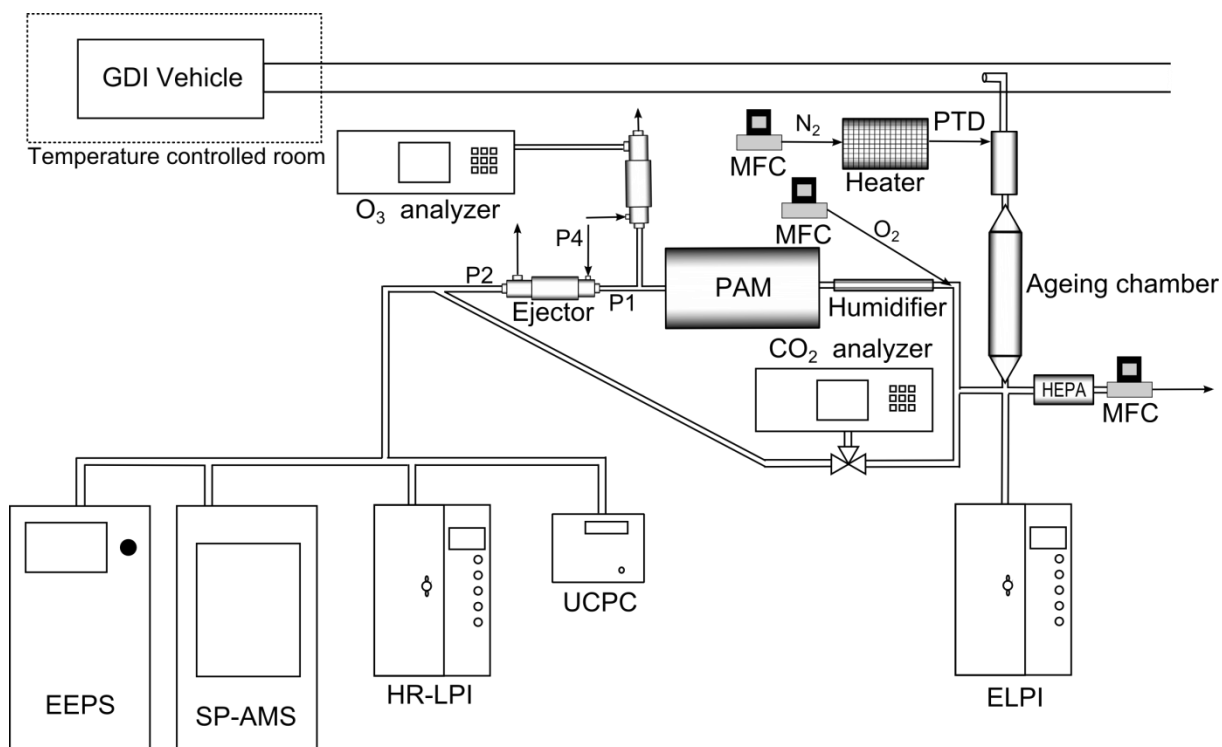 GDI Vehicle
Temperature controlled room
O₃ analyzer
N₂
MFC
Heater
PTD
MFC
O₂
P4
P2
Ejector
P1
PAM
Humidifier
Ageing chamber
CO₂ analyzer
HEPA
MFC
EEPS
SP-AMS
HR-LPI
UCPC
ELPI